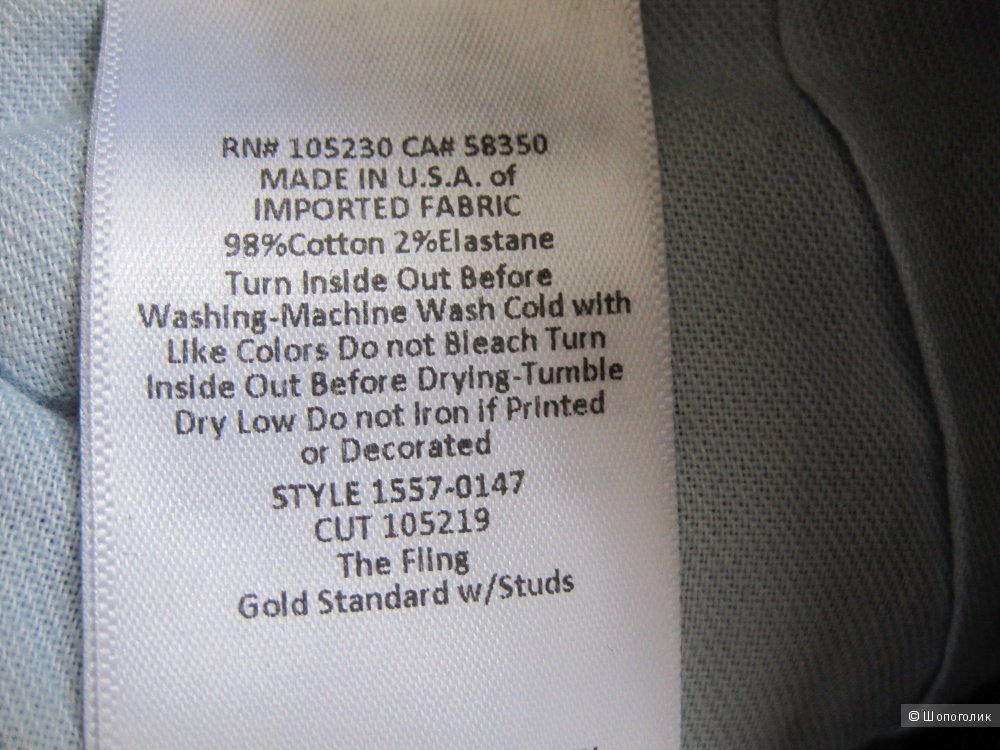 RN# 105230 CA# 58350
MADE IN U.S.A. of
IMPORTED FABRIC
98%Cotton 2%Elastane
Turn Inside Out Before
Washing-Machine Wash Cold with
Like Colors Do not Bleach Turn
Inside Out Before Drying-Tumble
Dry Low Do not Iron if Printed
or Decorated
STYLE 1557-0147
CUT 105219
The Fling
Gold Standard w/Studs
© Шопоголик